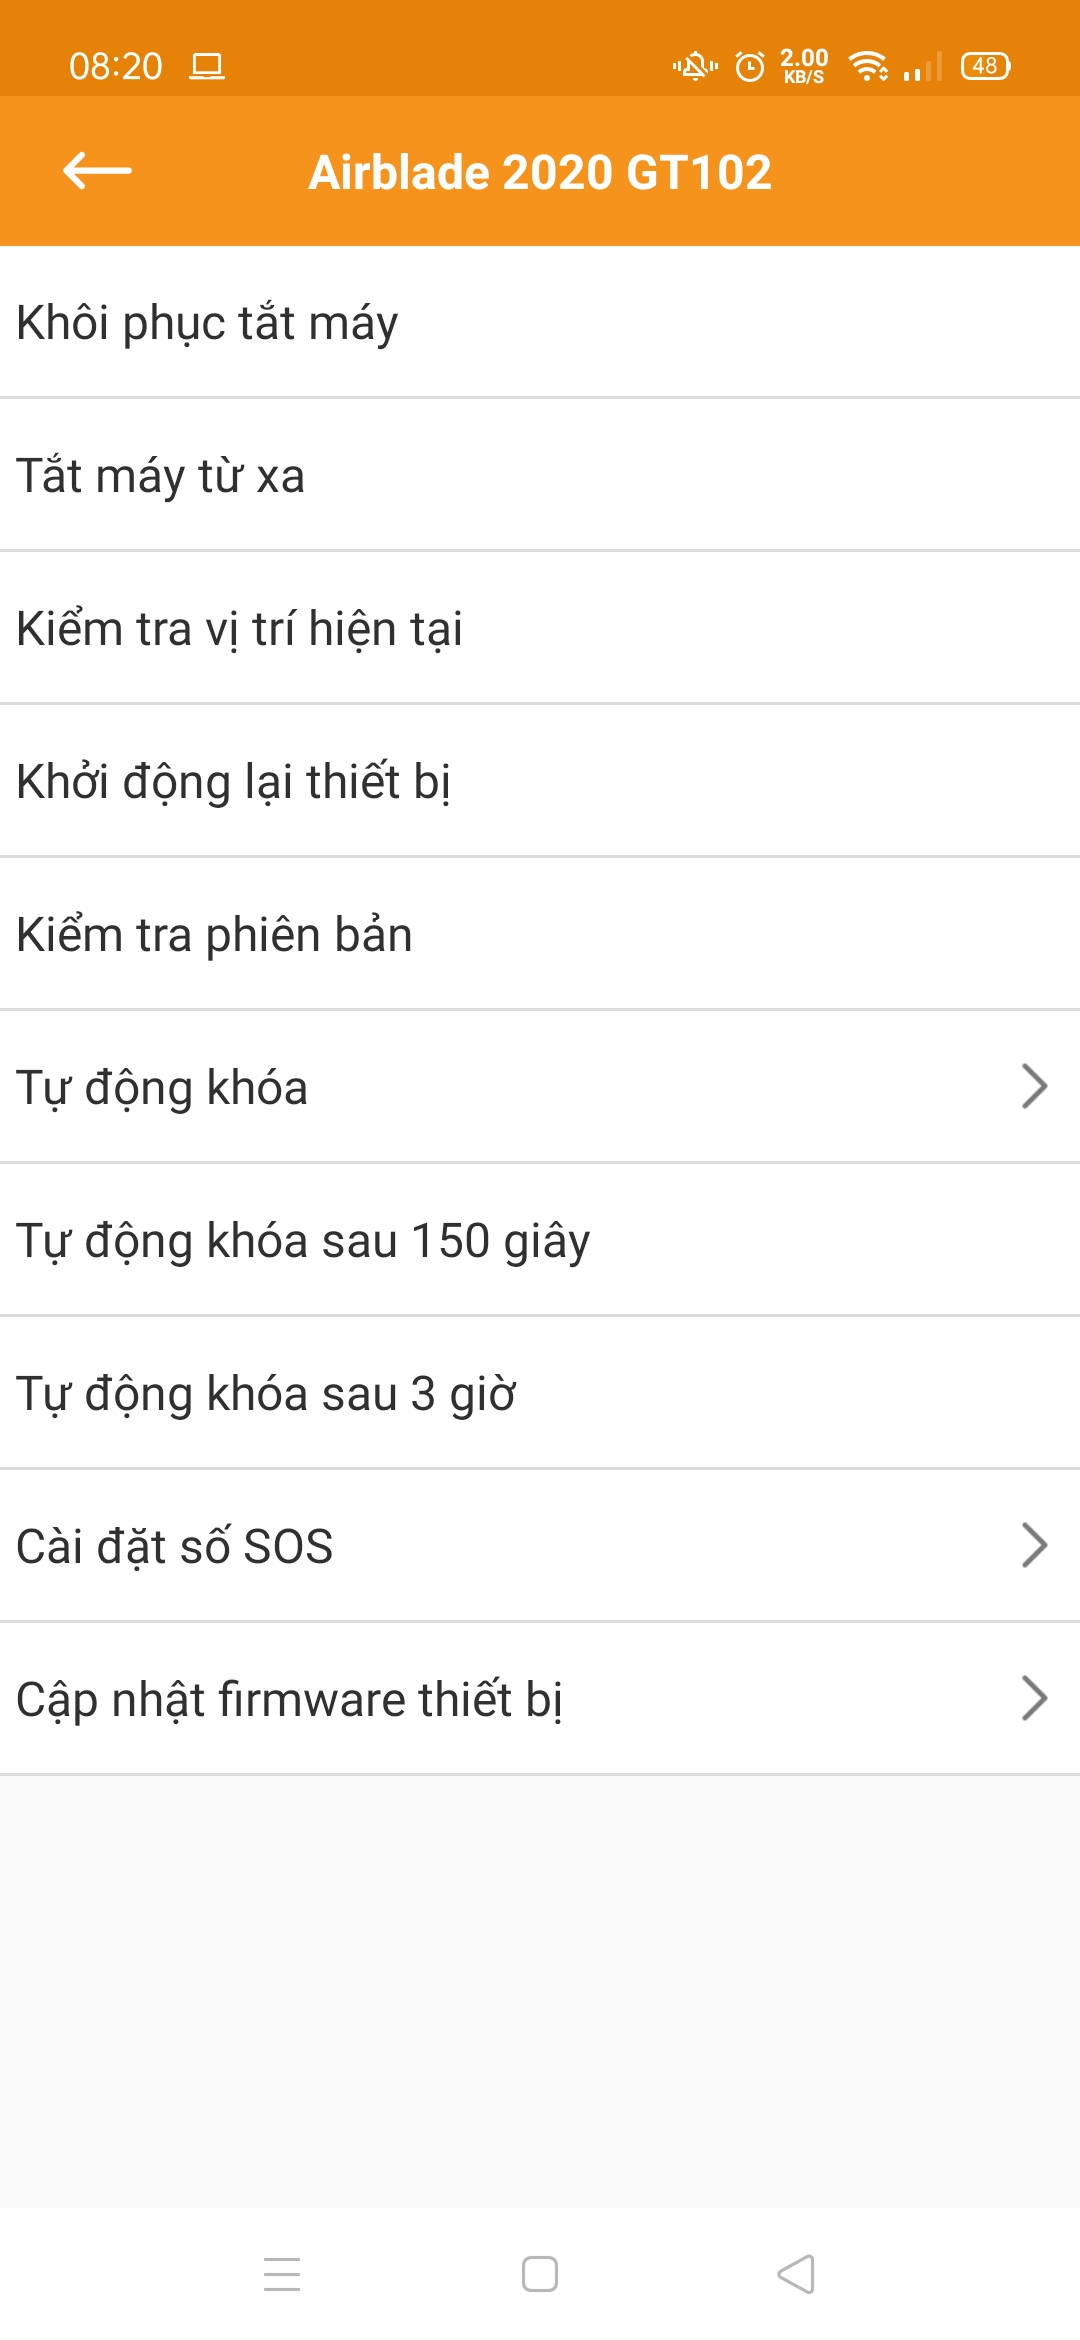 08:20
2.00
KB/S
48
Airblade 2020 GT102
Khôi phục tắt máy
Tắt máy từ xa
Kiểm tra vị trí hiện tại
Khởi động lại thiết bị
Kiểm tra phiên bản
Tự động khóa
Tự động khóa sau 150 giây
Tự động khóa sau 3 giờ
Cài đặt số SOS
Cập nhật firmware thiết bị